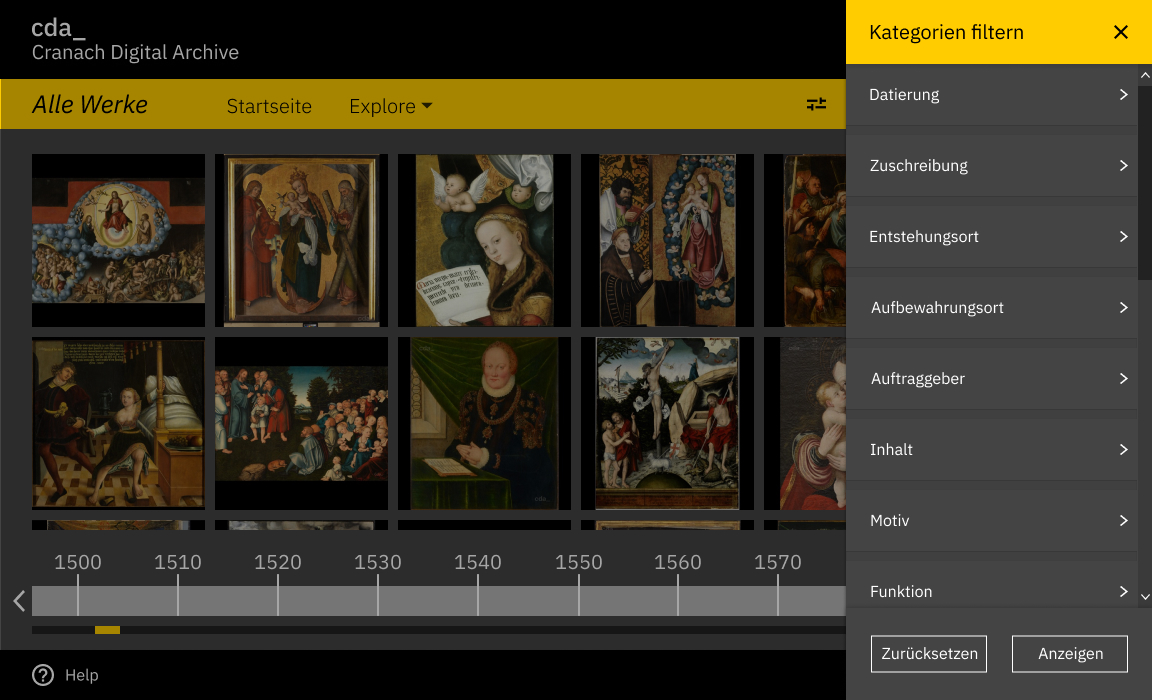 cda_
Cranach Digital Archive
Alle Werke
Startseite
Explore
1500 1510 1520 1530 1540 1550 1560 1570
Help
Kategorien filtern
Datierung
Zuschreibung
Entstehungsort
Aufbewahrungsort
Auftraggeber
Inhalt
Motiv
Funktion
Zurücksetzen
Anzeigen